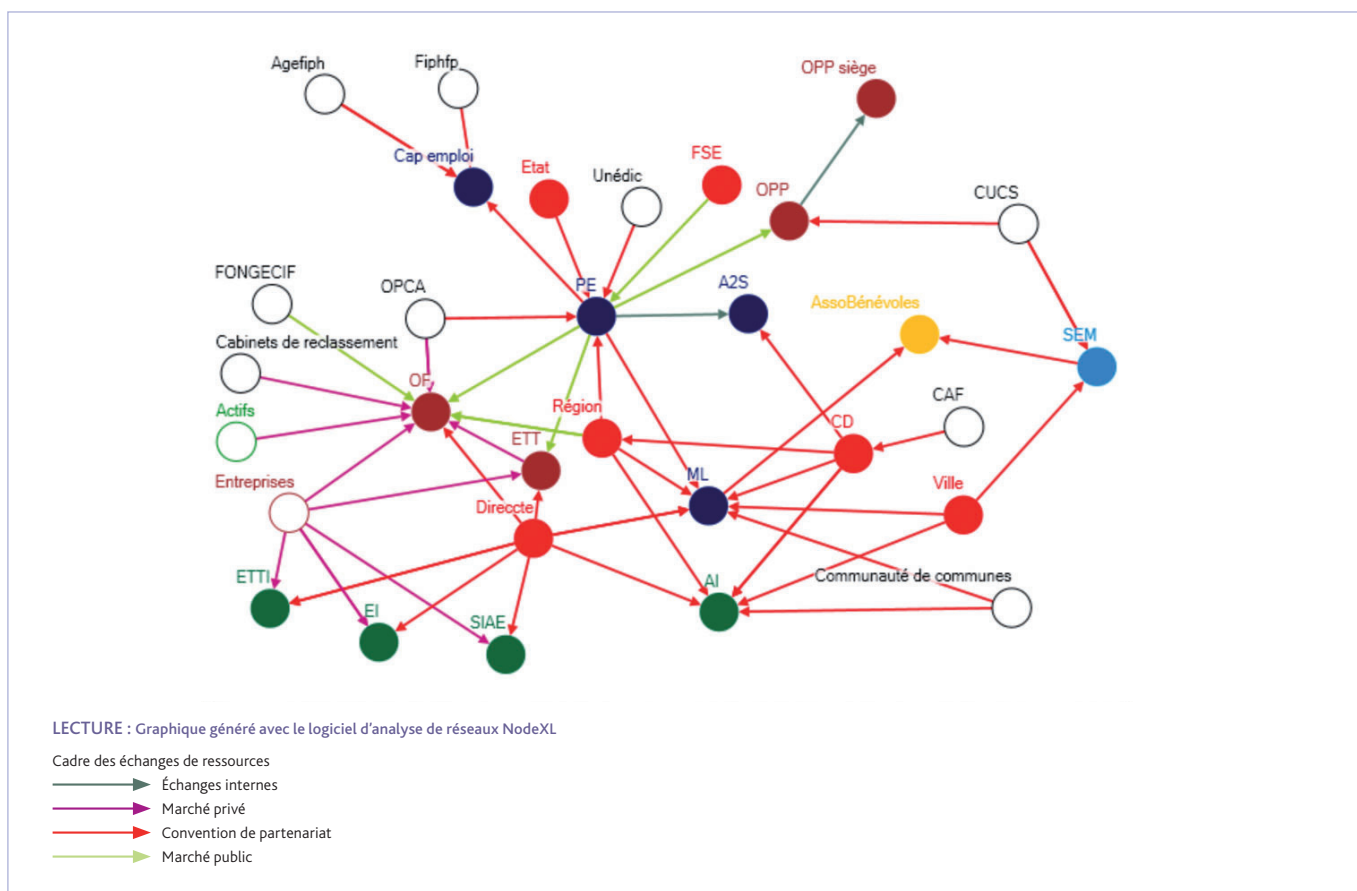 Agefiph
Fiphfp
OPP siège
Cap emploi
Etat
Unédic
FSE
OPP
CUCS
FONGECIF
OPCA
PE
A2S
AssoBénévoles
SEM
Cabinets de reclassement
OF
Actifs
Région
CAF
CD
ETT
Entreprises
ML
Ville
Direccte
ETTI
EI
SIAE
AI
Communauté de communes
LECTURE : Graphique généré avec le logiciel d'analyse de réseaux NodeXL
Cadre des échanges de ressources
Échanges internes
Marché privé
Convention de partenariat
Marché public